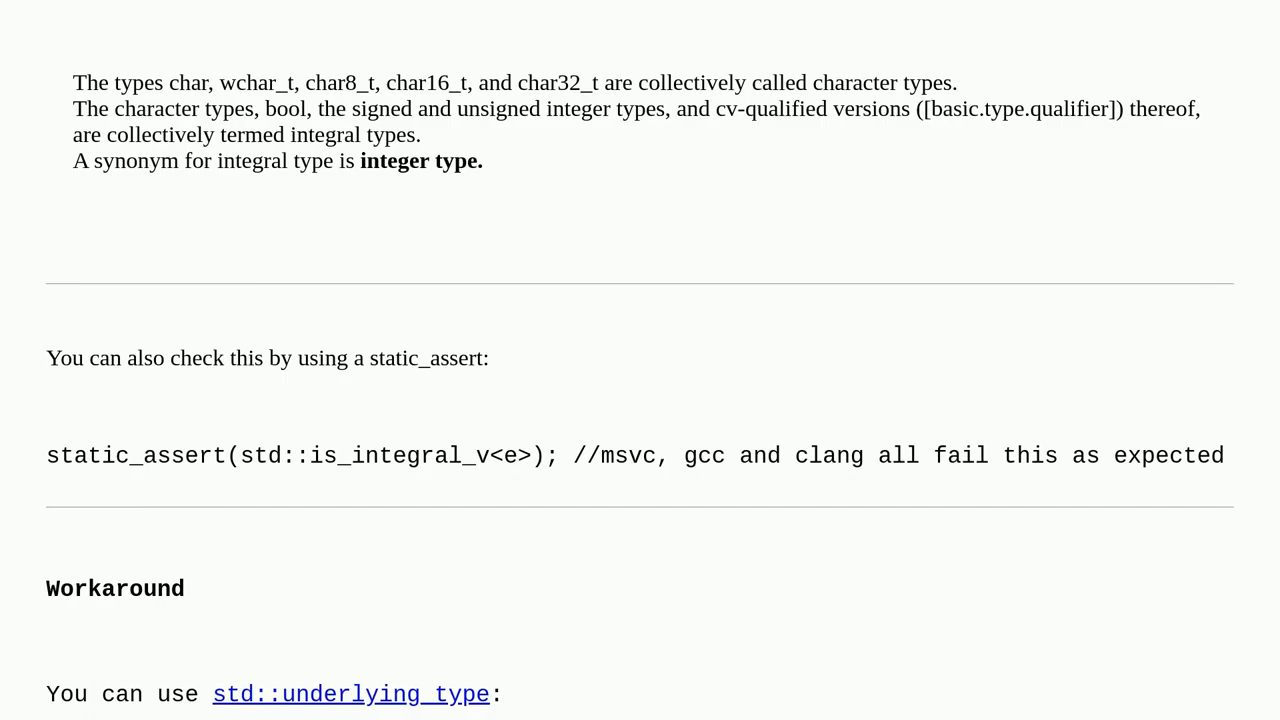 The types char, wchar_t, char8_t, char16_t, and char32_t are collectively called character types.
The character types, bool, the signed and unsigned integer types, and cv-qualified versions ([basic.type.qualifier]) thereof,
are collectively termed integral types.
A synonym for integral type is integer type.
You can also check this by using a static_assert:
static_assert(std::is_integral_v<e>); //msvc, gcc and clang all fail this as expected
Workaround
You can use std::underlying_type: